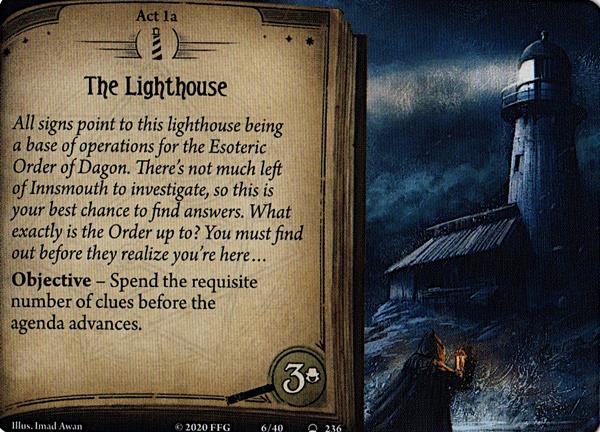 Act 1a
The Lighthouse
All signs point to this lighthouse being
a base of operations for the Esoteric
Order of Dagon. There's not much left
of Innsmouth to investigate, so this is
your best chance to find answers. What
exactly is the Order up to? You must find
out before they realize you're here…
Objective – Spend the requisite
number of clues before the
agenda advances.
3
Illus. Imad Awan © 2020 FFG 6/40 236